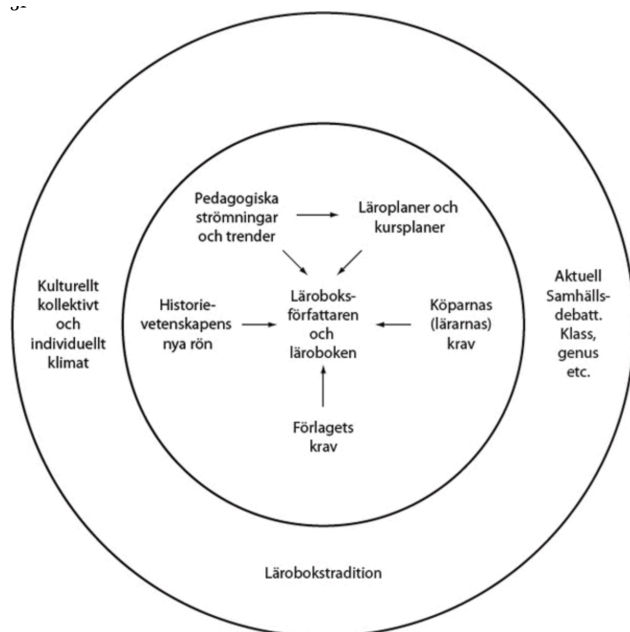 Pedagogiska
strömningar
och trender
Läroplaner och
kursplaner
Kulturellt
kollektivt
och
individuellt
klimat
Historie-
vetenskapens
nya rön
Läroboks-
författaren
och
läroboken
Köparnas
(lärarnas)
krav
Aktuell
Samhälls-
debatt.
Klass,
genus
etc.
Förlagets
krav
Lärobokstradition